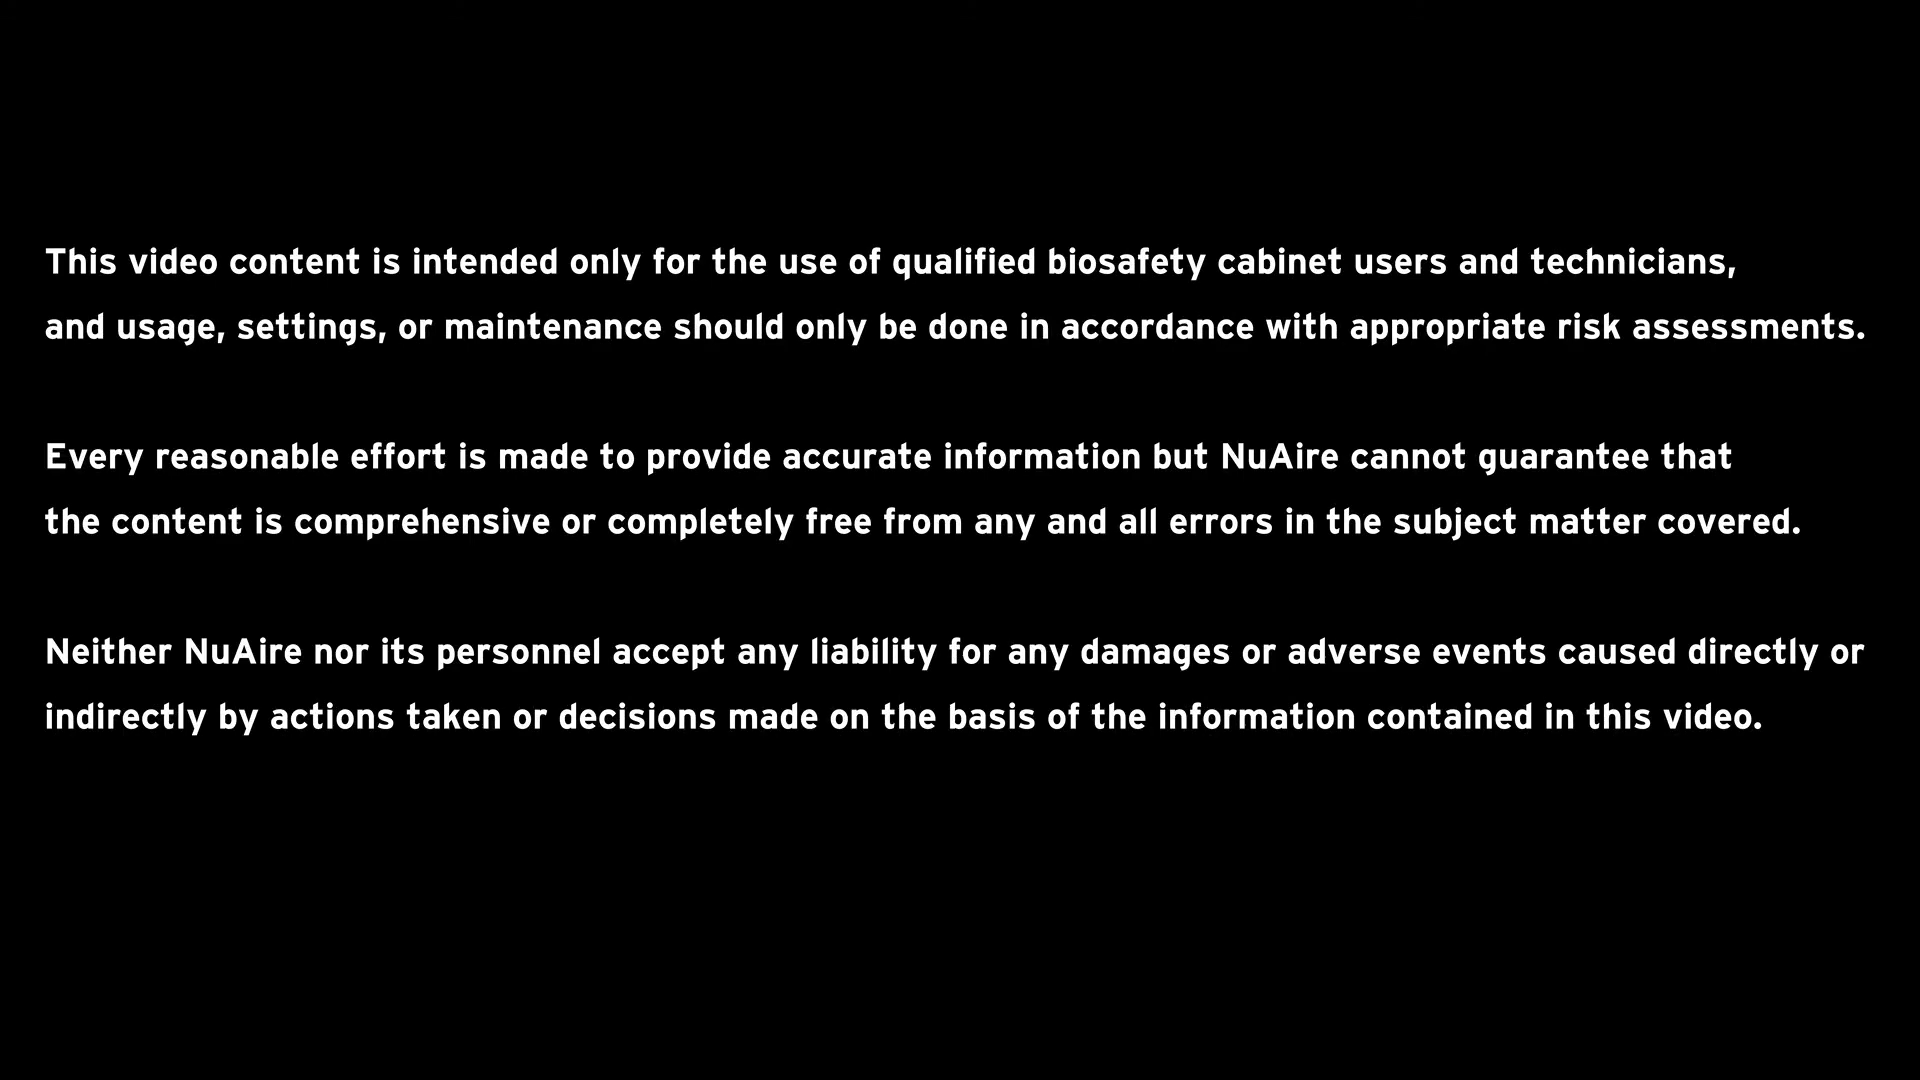 This video content is intended only for the use of qualified biosafety cabinet users and technicians,
and usage, settings, or maintenance should only be done in accordance with appropriate risk assessments.
Every reasonable effort is made to provide accurate information but NuAire cannot guarantee that
the content is comprehensive or completely free from any and all errors in the subject matter covered.
Neither NuAire nor its personnel accept any liability for any damages or adverse events caused directly or
indirectly by actions taken or decisions made on the basis of the information contained in this video.